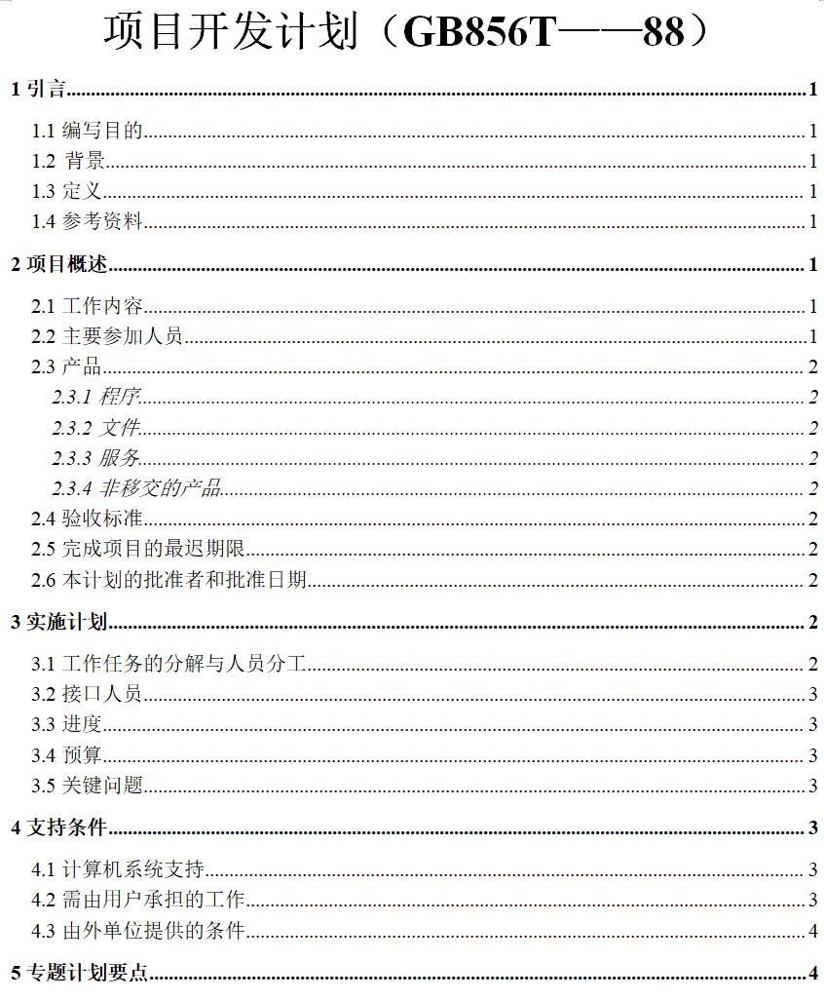 项目开发计划（GB856T——88）
1 引言 1
1.1 编写目的 1
1.2 背景 1
1.3 定义 1
1.4 参考资料 1
2 项目概述 1
2.1 工作内容 1
2.2 主要参加人员 1
2.3 产品 2
2.3.1 程序 2
2.3.2 文件 2
2.3.3 服务 2
2.3.4 非移交的产品 2
2.4 验收标准 2
2.5 完成项目的最迟期限 2
2.6 本计划的批准者和批准日期 2
3 实施计划 2
3.1 工作任务的分解与人员分工 2
3.2 接口人员 3
3.3 进度 3
3.4 预算 3
3.5 关键问题 3
4 支持条件 3
4.1 计算机系统支持 3
4.2 需由用户承担的工作 3
4.3 由外单位提供的条件 4
5 专题计划要点 4